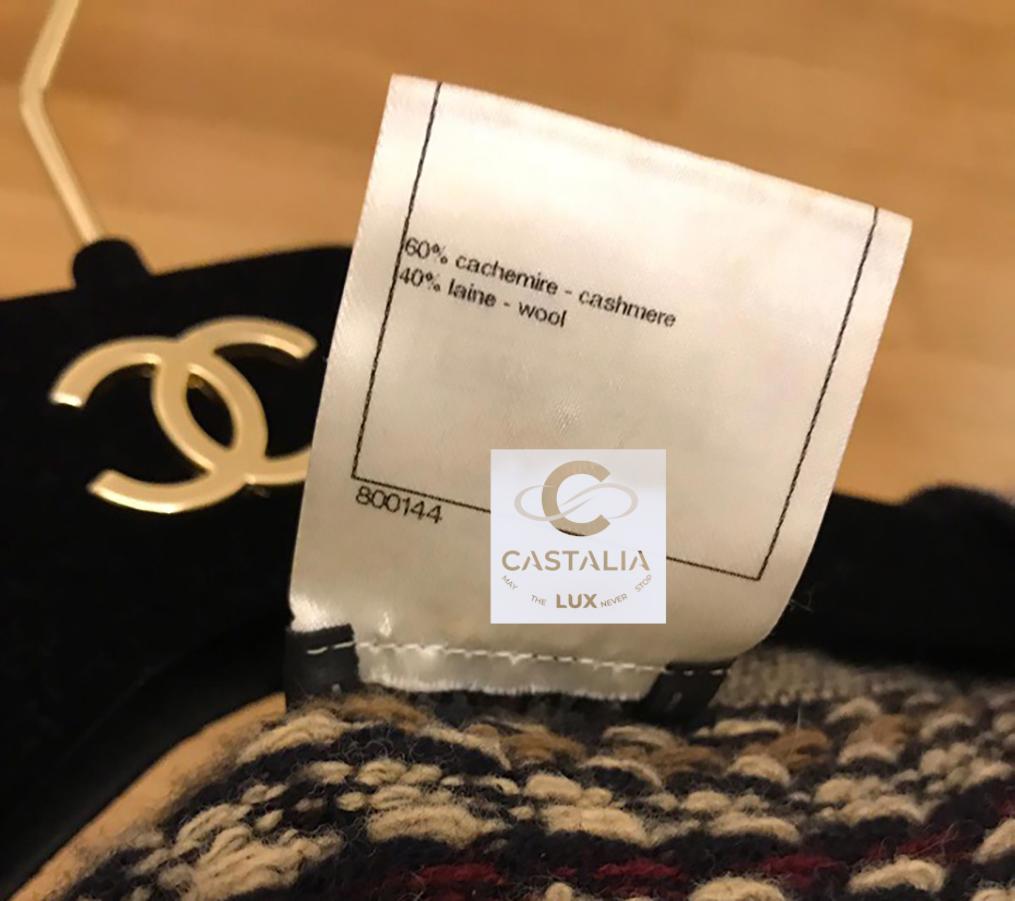 60% cachemire - cashmere
40% laine - wool
800144
CASTALIA
MAY THE LUX NEVER STOP